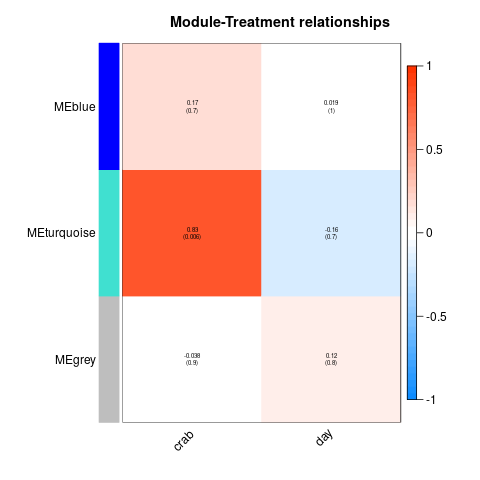 Module-Treatment relationships
MEblue
0.17
(0.7)
0.019
(1)
MEturquoise
0.83
(0.006)
-0.16
(0.7)
MEgrey
-0.038
(0.9)
0.12
(0.8)
crab
day
1
0.5
0
-0.5
-1